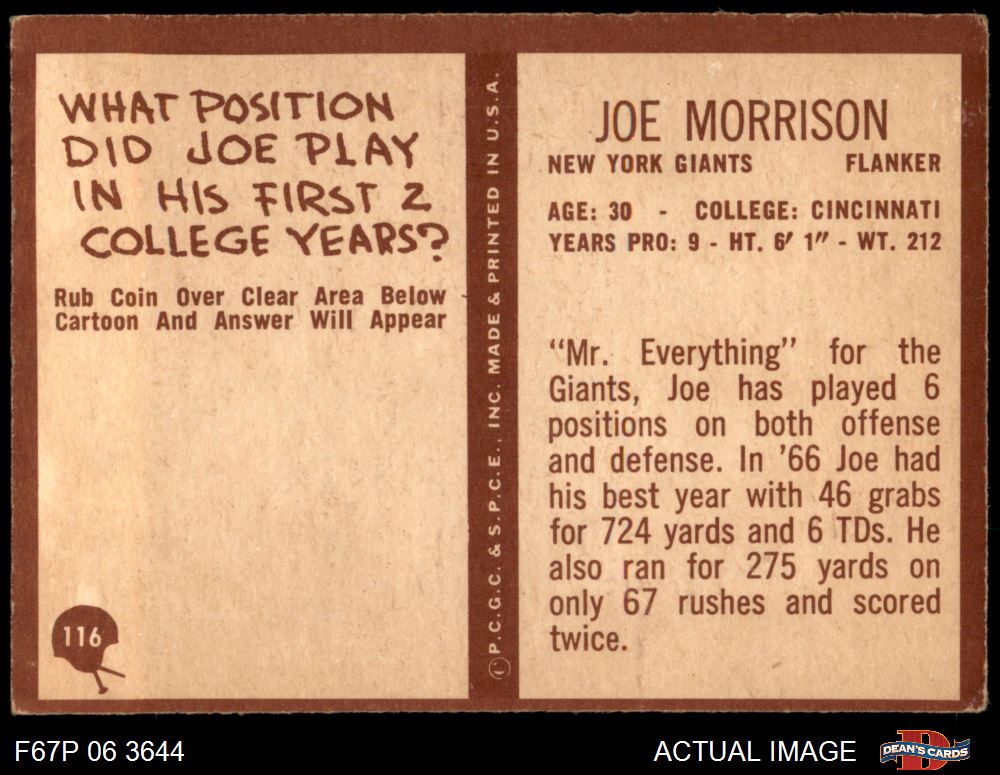 WHAT POSITION
DID JOE PLAY
IN HIS FIRST 2
COLLEGE YEARS?
Rub Coin Over Clear Area Below
Cartoon And Answer Will Appear
116
© P.C.G.C. & S.P.C.E., INC. MADE & PRINTED IN U.S.A.
JOE MORRISON
NEW YORK GIANTS FLANKER
AGE: 30 - COLLEGE: CINCINNATI
YEARS PRO: 9 - HT. 6' 1" - WT. 212
“Mr. Everything” for the
Giants, Joe has played 6
positions on both offense
and defense. In '66 Joe had
his best year with 46 grabs
for 724 yards and 6 TDs. He
also ran for 275 yards on
only 67 rushes and scored
twice.
F67P 06 3644
ACTUAL IMAGE
D
DEAN'S CARDS